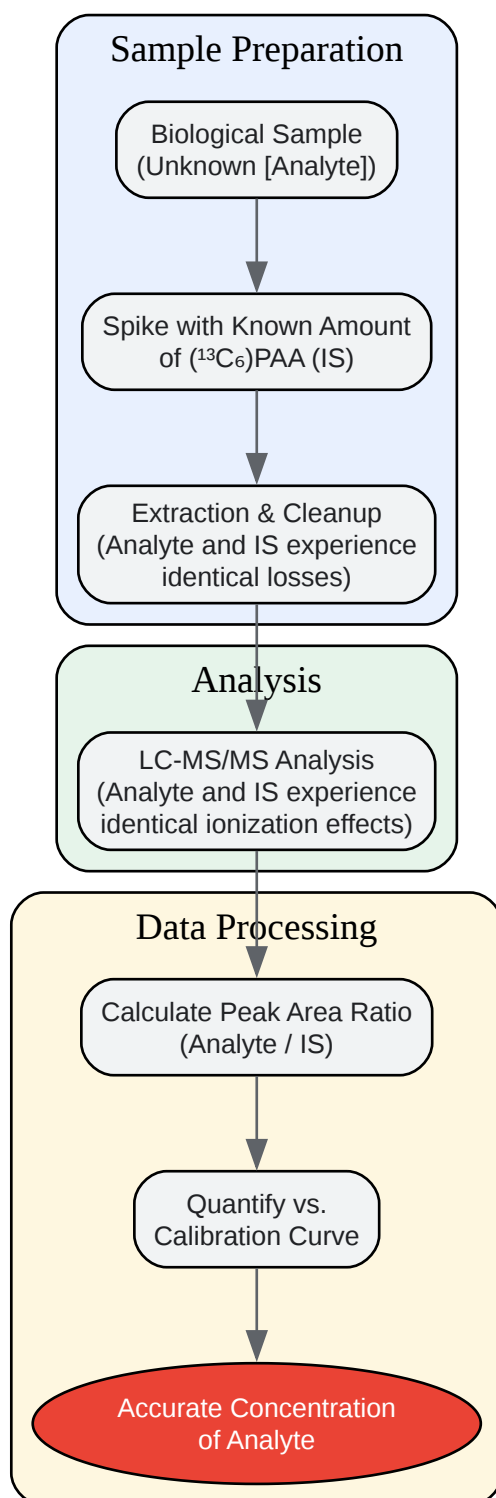 Sample Preparation
Biological Sample
(Unknown [Analyte])
Spike with Known Amount
of (¹³C₆)PAA (IS)
Extraction & Cleanup
(Analyte and IS experience
identical losses)
Analysis
LC-MS/MS Analysis
(Analyte and IS experience
identical ionization effects)
Data Processing
Calculate Peak Area Ratio
(Analyte / IS)
Quantify vs.
Calibration Curve
Accurate Concentration
of Analyte